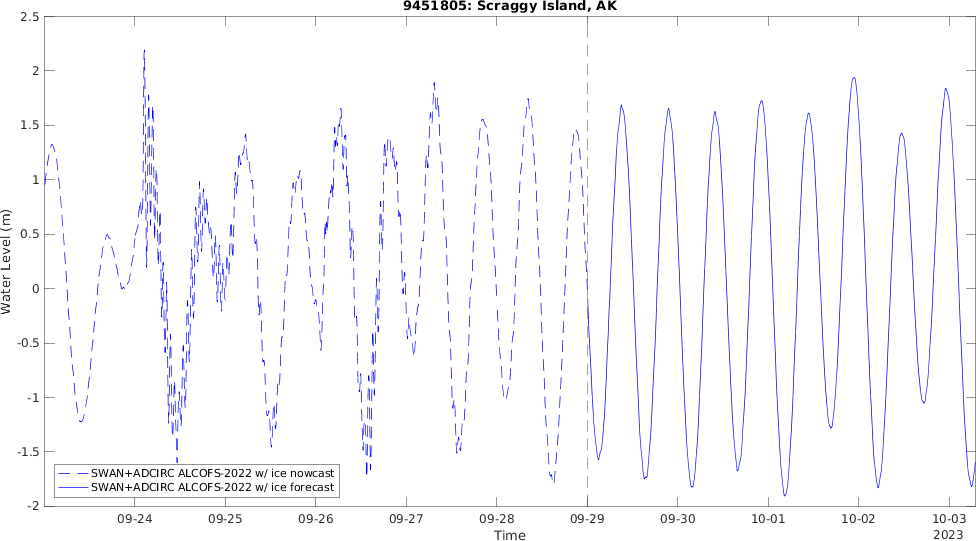 9451805: Scraggy Island, AK
2.5
2
1.5
1
0.5
0
-0.5
-1
-1.5
-2
Water Level (m)
SWAN+ADCIRC ALCOFS-2022 w/ ice nowcast
SWAN+ADCIRC ALCOFS-2022 w/ ice forecast
09-24 09-25 09-26 09-27 09-28 09-29 09-30 10-01 10-02 10-03
2023
Time